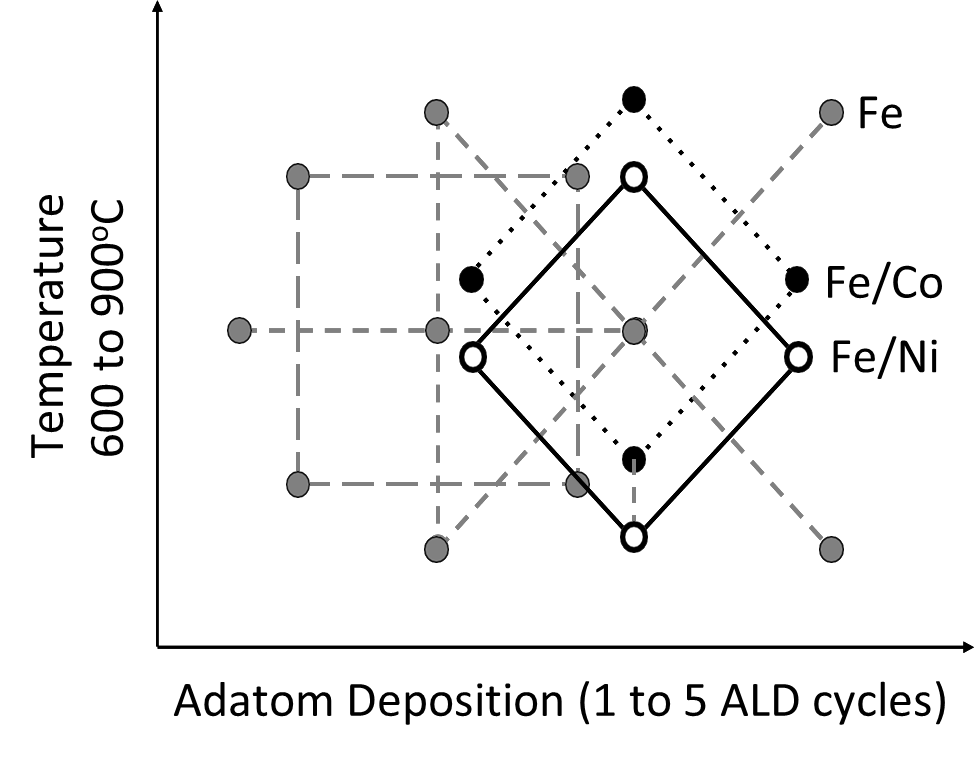 Fe
Fe/Co
Fe/Ni
Temperature
600 to 900°C
Adatom Deposition (1 to 5 ALD cycles)